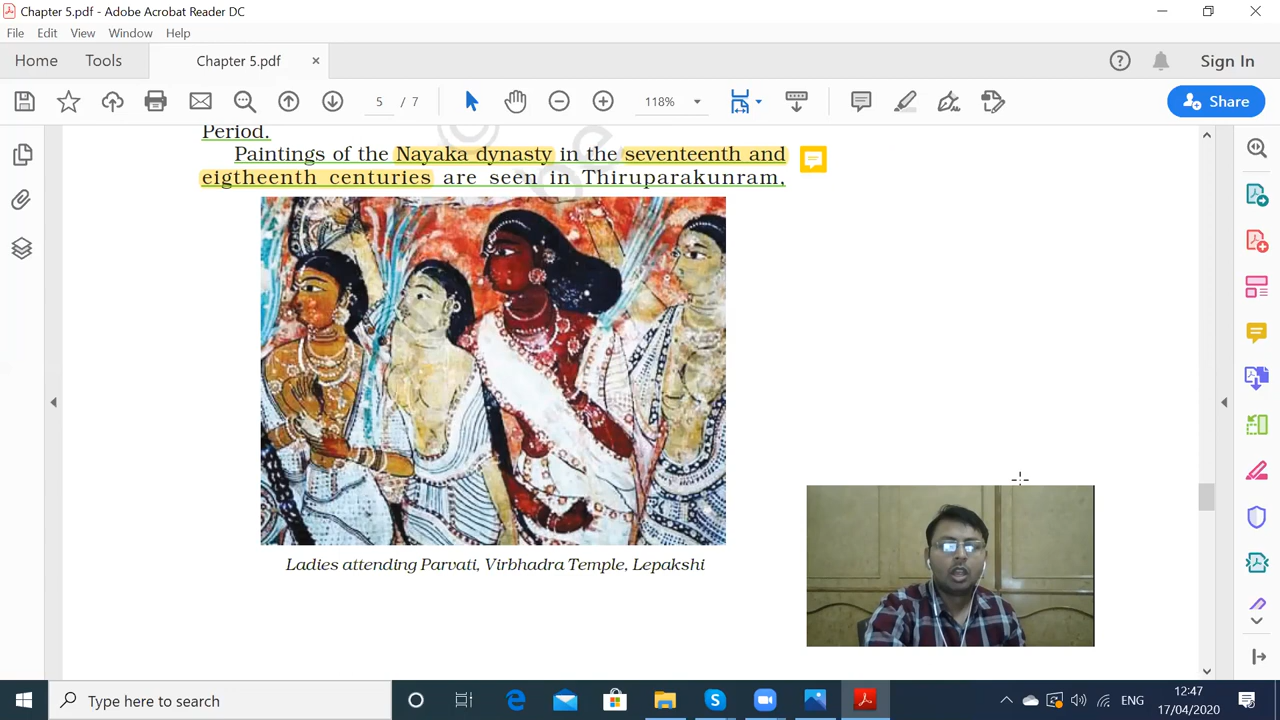 Chapter 5.pdf - Adobe Acrobat Reader DC
File Edit View Window Help
Home Tools Chapter 5.pdf × Sign In
5 / 7 118% Share
Period.
Paintings of the Nayaka dynasty in the seventeenth and
eigtheenth centuries are seen in Thiruparakunram,
Ladies attending Parvati, Virbhadra Temple, Lepakshi
Type here to search
ENG
12:47
17/04/2020